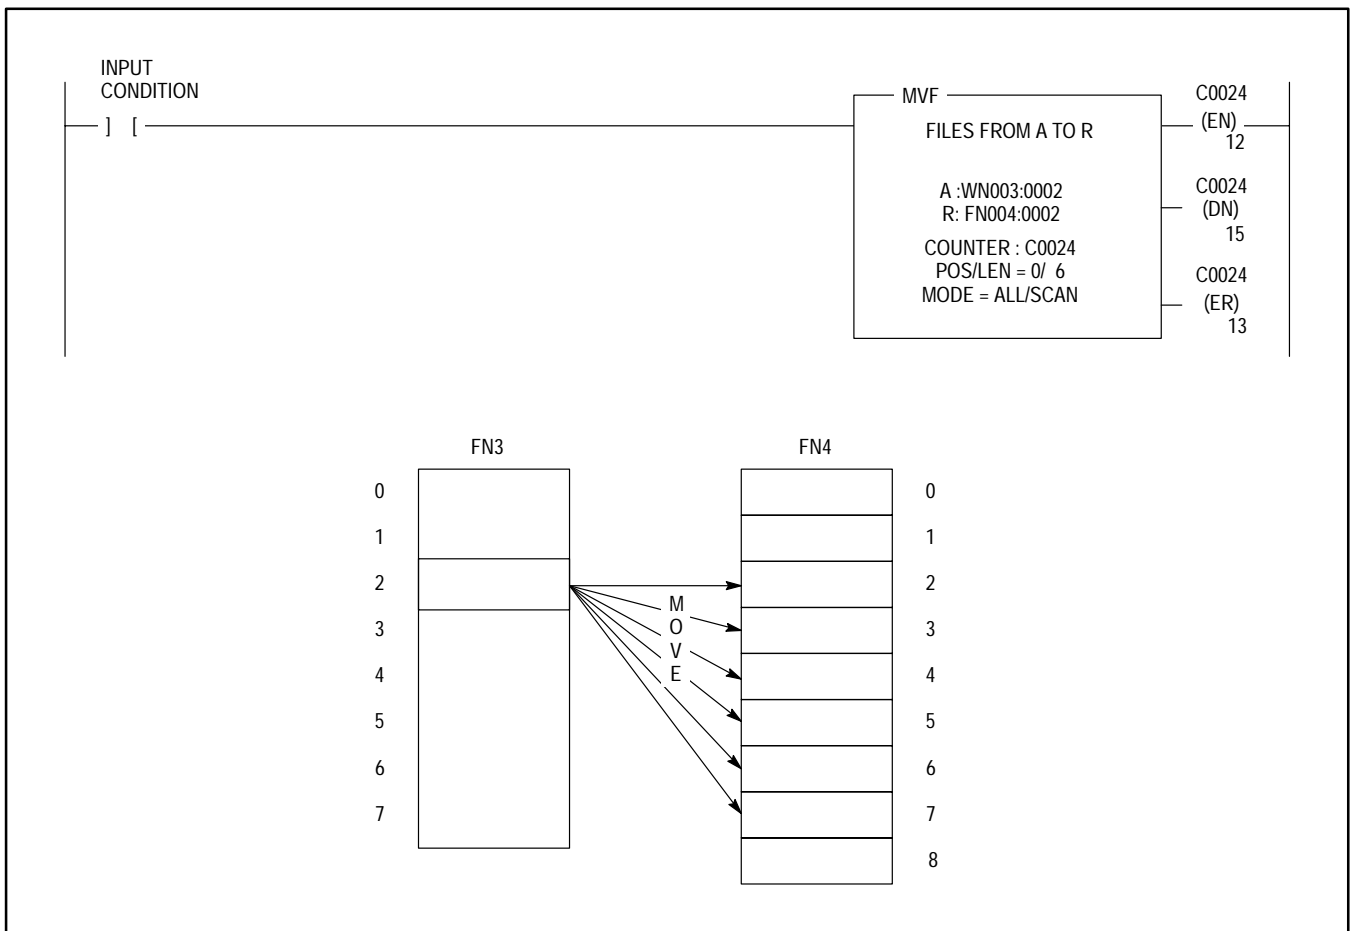 INPUT
CONDITION
] [
MVF
FILES FROM A TO R
A :WN003:0002
R: FN004:0002
COUNTER : C0024
POS/LEN = 0/ 6
MODE = ALL/SCAN
C0024
(EN)
12
C0024
(DN)
15
C0024
(ER)
13
FN3
0
1
2
3
4
5
6
7
M
O
V
E
FN4
0
1
2
3
4
5
6
7
8